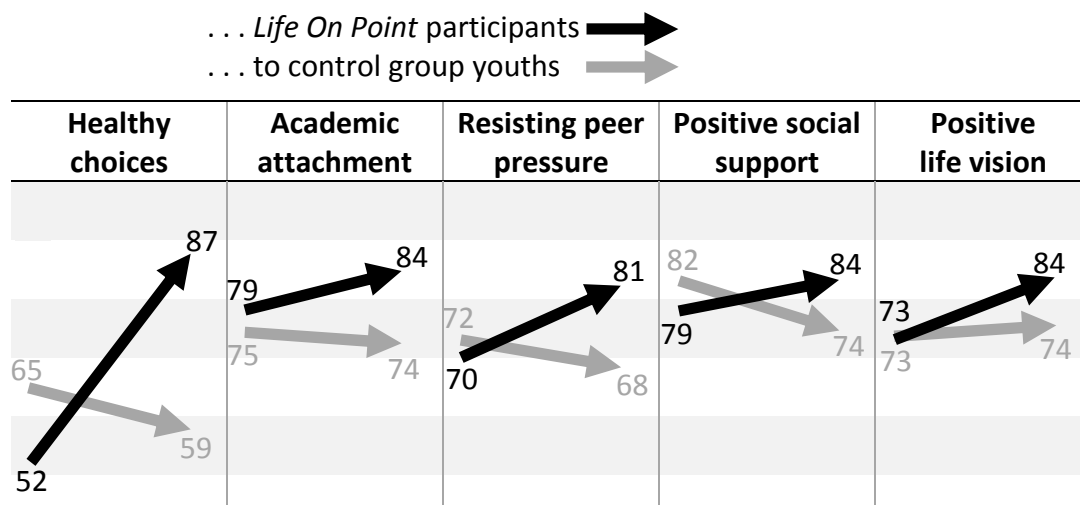 . . . Life On Point participants
. . . to control group youths
Healthy choices
Academic attachment
Resisting peer pressure
Positive social support
Positive life vision
87
65
59
52
79
84
75
74
81
72
70
68
82
84
79
74
84
73
73
74